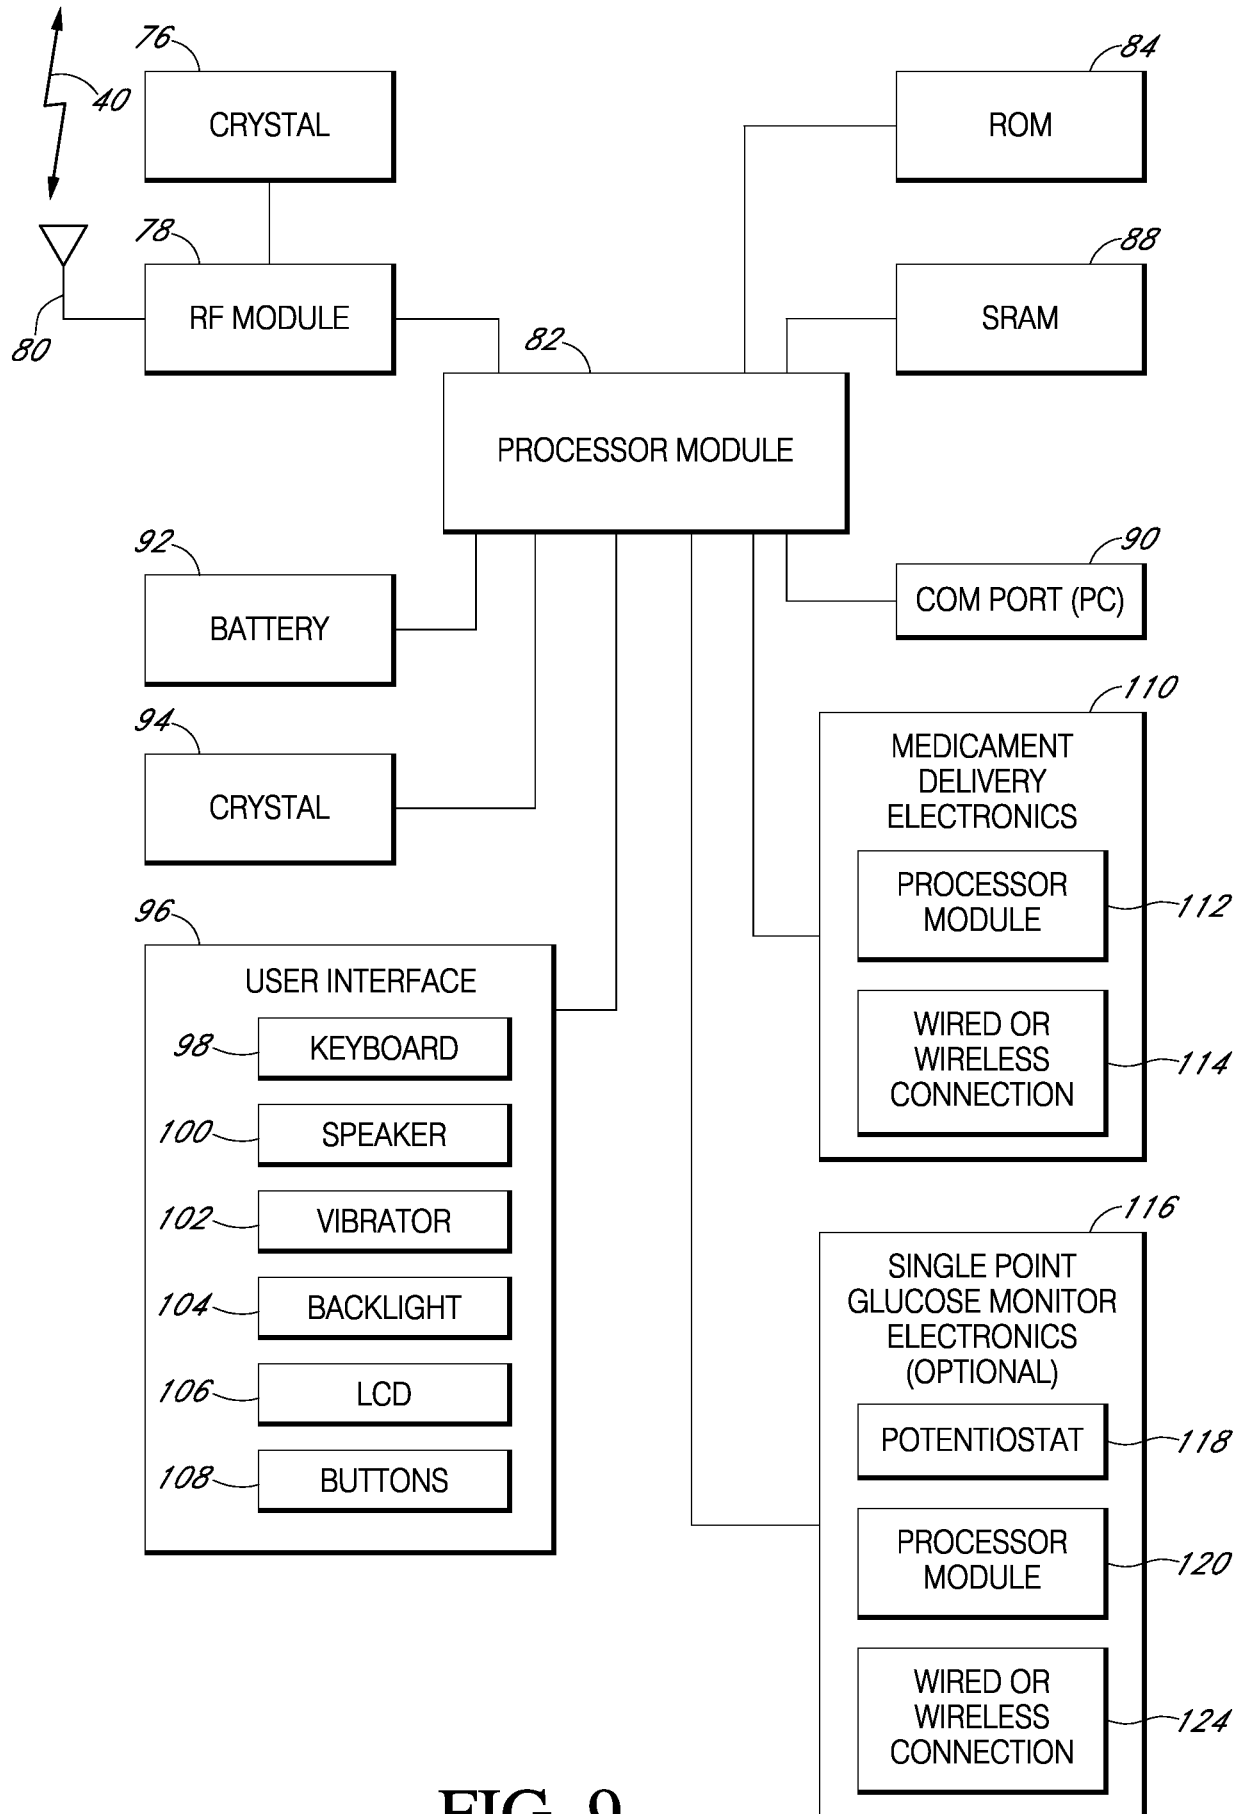 76
40
CRYSTAL
84
ROM
78
RF MODULE
80
88
SRAM
82
PROCESSOR MODULE
92
BATTERY
90
COM PORT (PC)
94
CRYSTAL
110
MEDICAMENT
DELIVERY
ELECTRONICS
PROCESSOR
MODULE
112
WIRED OR
WIRELESS
CONNECTION
114
96
USER INTERFACE
98
KEYBOARD
100
SPEAKER
102
VIBRATOR
104
BACKLIGHT
106
LCD
108
BUTTONS
116
SINGLE POINT
GLUCOSE MONITOR
ELECTRONICS
(OPTIONAL)
POTENTIOSTAT
118
PROCESSOR
MODULE
120
WIRED OR
WIRELESS
CONNECTION
124
FIG. 9